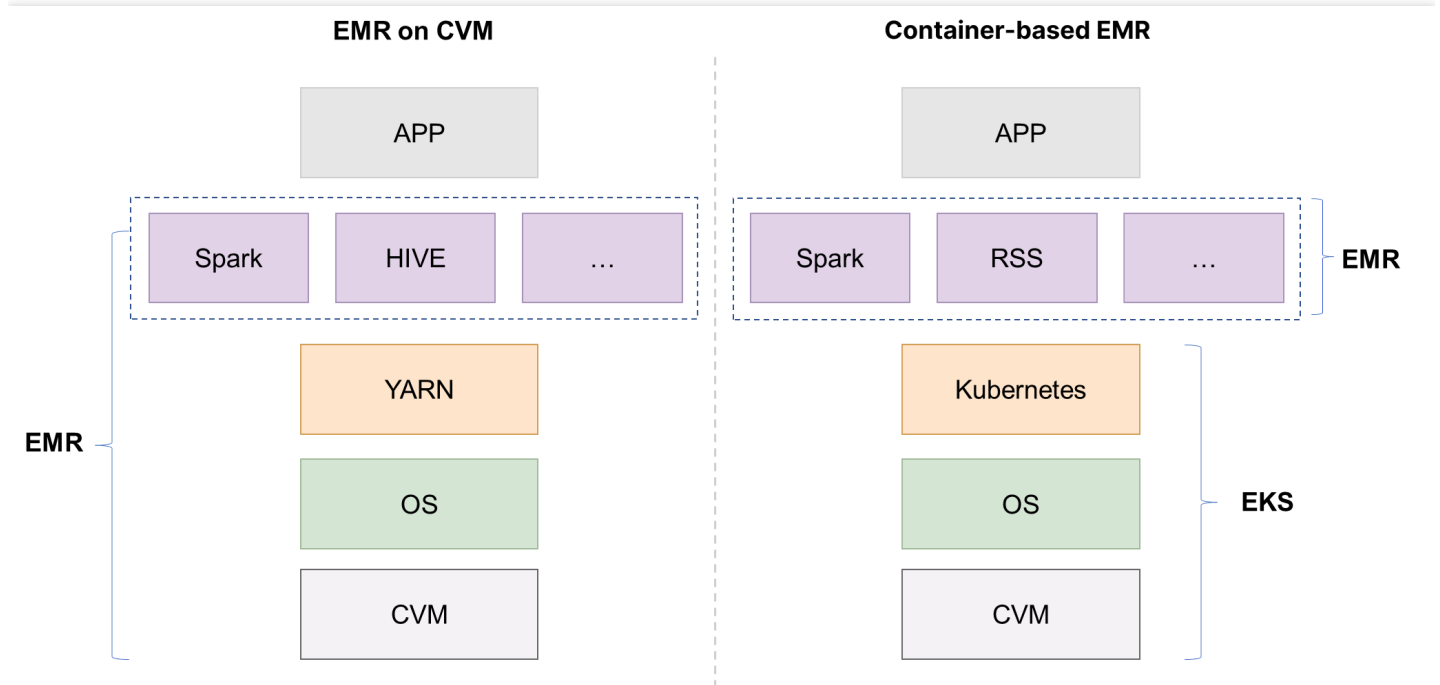 EMR on CVM
APP
Spark
HIVE
...
YARN
EMR
OS
CVM
Container-based EMR
APP
Spark
RSS
...
EMR
Kubernetes
OS
EKS
CVM